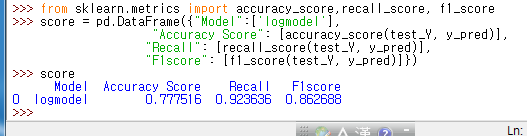 >>> from sklearn.metrics import accuracy_score,recall_score, f1_score
>>> score = pd.DataFrame({"Model":['logmodel'],
"Accuracy Score": [accuracy_score(test_Y, y_pred)],
"Recall": [recall_score(test_Y, y_pred)],
"F1score": [f1_score(test_Y, y_pred)]})
>>> score
Model Accuracy Score Recall F1score
0 logmodel 0.777516 0.923636 0.862688
>>>
A 漢 ?
Ln: